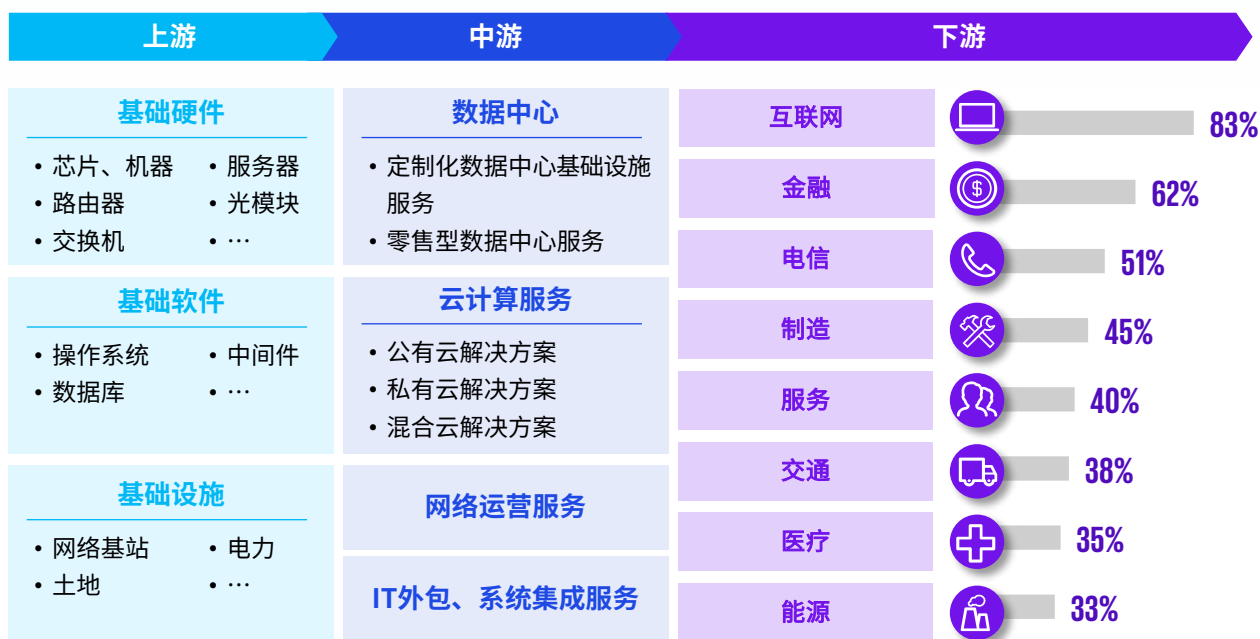 上游
中游
下游
基础硬件
• 芯片、机器
• 服务器
• 路由器
• 光模块
• 交换机
• …
基础软件
• 操作系统
• 中间件
• 数据库
• …
基础设施
• 网络基站
• 电力
• 土地
• …
数据中心
• 定制化数据中心基础设施
服务
• 零售型数据中心服务
云计算服务
• 公有云解决方案
• 私有云解决方案
• 混合云解决方案
网络运营服务
IT外包、系统集成服务
互联网
83%
金融
$
62%
电信
51%
制造
45%
服务
40%
交通
38%
医疗
35%
能源
33%